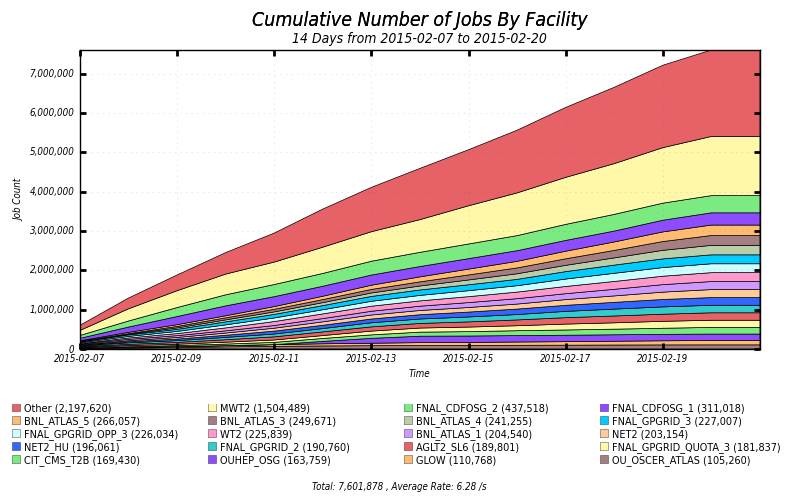 Cumulative Number of Jobs By Facility
14 Days from 2015-02-07 to 2015-02-20
7,000,000
6,000,000
5,000,000
4,000,000
3,000,000
2,000,000
1,000,000
0
Job Count
2015-02-07 2015-02-09 2015-02-11 2015-02-13 2015-02-15 2015-02-17 2015-02-19
Time
Other (2,197,620) MWT2 (1,504,489) FNAL_CDFOSG_2 (437,518) FNAL_CDFOSG_1 (311,018)
BNL_ATLAS_5 (266,057) BNL_ATLAS_3 (249,671) BNL_ATLAS_4 (241,255) FNAL_GPGRID_3 (227,007)
FNAL_GPGRID_OPP_3 (226,034) WT2 (225,839) BNL_ATLAS_1 (204,540) NET2 (203,154)
NET2_HU (196,061) FNAL_GPGRID_2 (190,760) AGLT2_SL6 (189,801) FNAL_GPGRID_QUOTA_3 (181,837)
CIT_CMS_T2B (169,430) OUHEP_OSG (163,759) GLOW (110,768) OU_OSCER_ATLAS (105,260)
Total: 7,601,878 , Average Rate: 6.28 /s